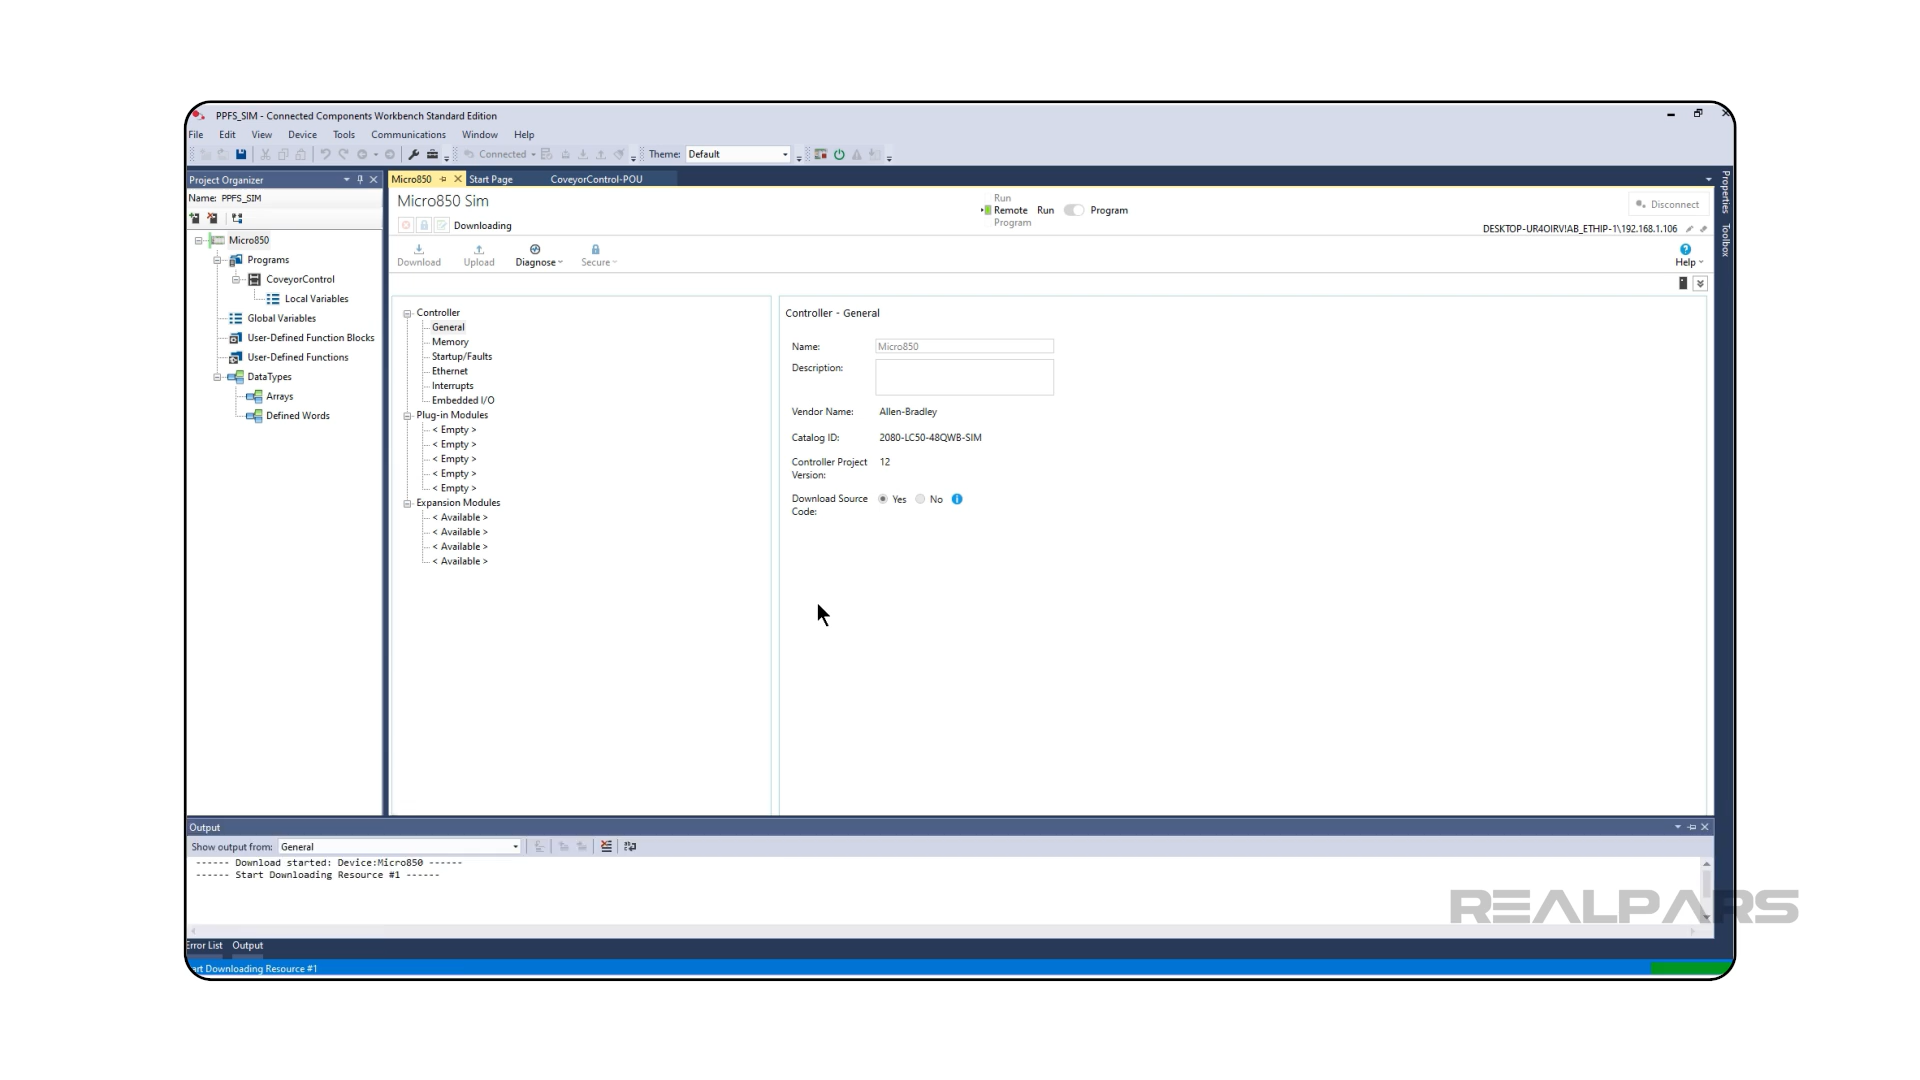 PPFS_SIM - Connected Components Workbench Standard Edition
File Edit View Device Tools Communications Window Help
Connected Theme: Default
Project Organizer
Name: PPFS_SIM
Micro850
Programs
CoveyorControl
Local Variables
Global Variables
User-Defined Function Blocks
User-Defined Functions
DataTypes
Arrays
Defined Words
Micro850 Start Page CoveyorControl-POU
Micro850 Sim
Downloading
Run
Remote Run Program
Program
Disconnect
DESKTOP-UR4OIRV!AB_ETHIP-1\192.168.1.106
Download Upload Diagnose Secure
Help
Controller
General
Memory
Startup/Faults
Ethernet
Interrupts
Embedded I/O
Plug-in Modules
< Empty >
< Empty >
< Empty >
< Empty >
< Empty >
Expansion Modules
< Available >
< Available >
< Available >
< Available >
Controller - General
Name: Micro850
Description:
Vendor Name: Allen-Bradley
Catalog ID: 2080-LC50-48QWB-SIM
Controller Project 12
Version:
Download Source Yes No
Code:
Properties
Toolbox
Output
Show output from: General
------ Download started: Device:Micro850 ------
------ Start Downloading Resource #1 ------
REALPARS
Error List Output
art Downloading Resource #1